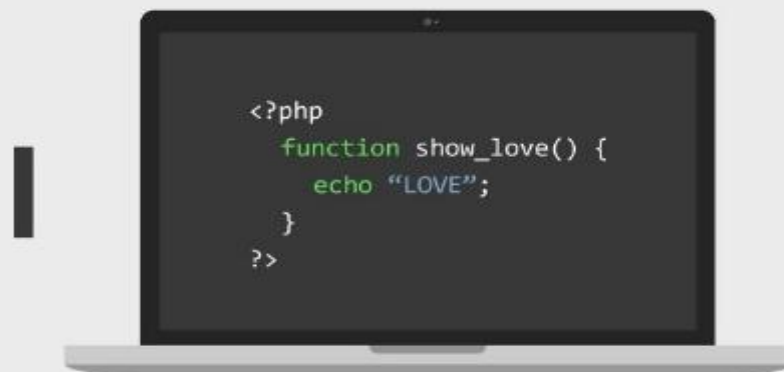 I
<?php
function show_love() {
echo “LOVE”;
}
?>